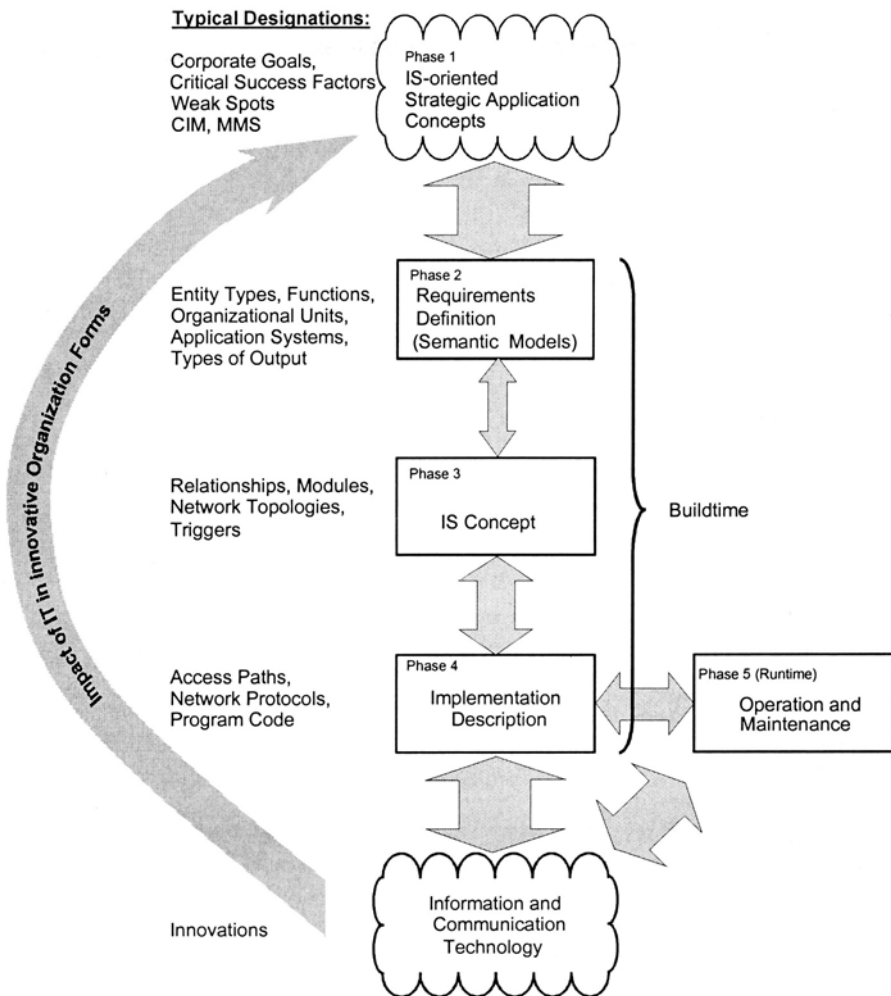 Typical Designations:
Corporate Goals,
Critical Success Factors
Weak Spots
CIM, MMS
Phase 1
IS-oriented
Strategic Application
Concepts
Impact of IT in Innovative Organization Forms
Entity Types, Functions,
Organizational Units,
Application Systems,
Types of Output
Phase 2
Requirements
Definition
(Semantic Models)
Relationships, Modules,
Network Topologies,
Triggers
Phase 3
IS Concept
Buildtime
Access Paths,
Network Protocols,
Program Code
Phase 4
Implementation
Description
Phase 5 (Runtime)
Operation and
Maintenance
Innovations
Information and
Communication
Technology